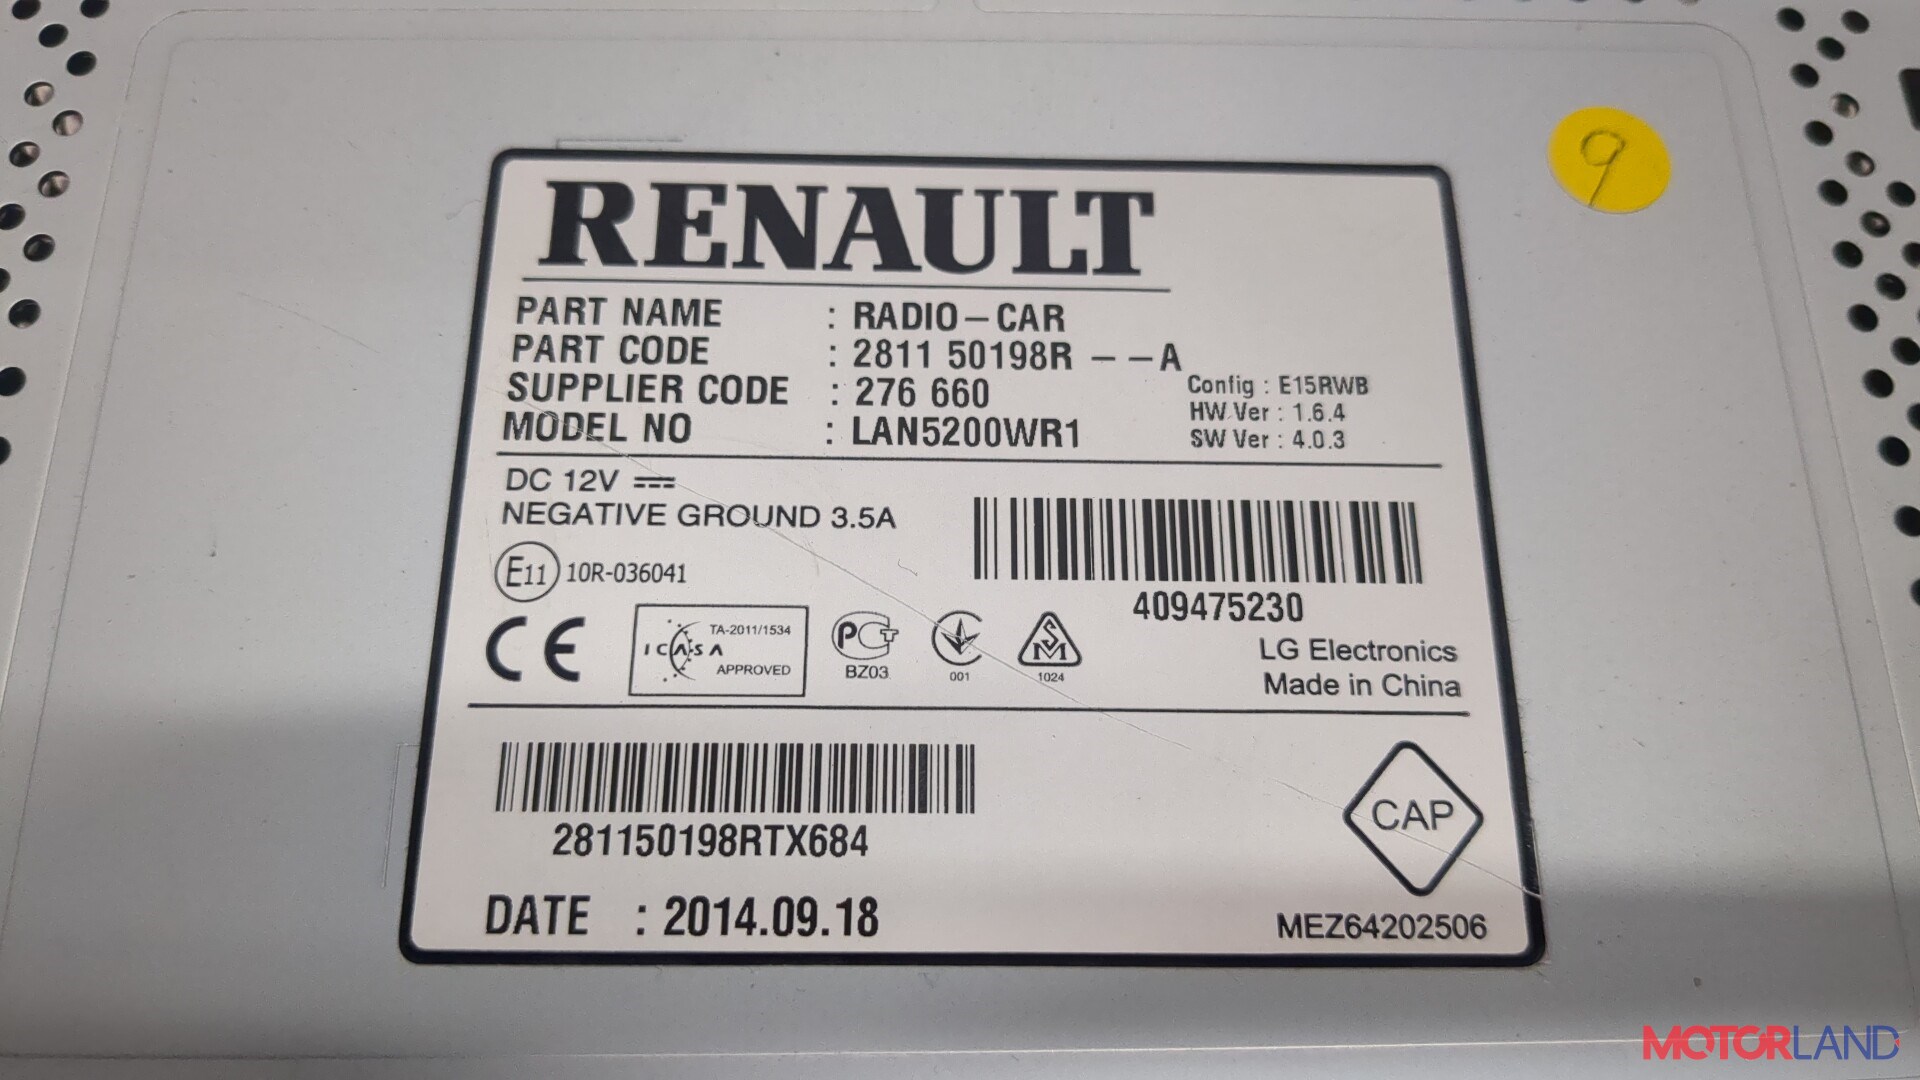 9
RENAULT
PART NAME : RADIO-CAR
PART CODE : 2811 50198R --A
SUPPLIER CODE : 276 660
MODEL NO : LAN5200WR1
Config : E15RWB
HW Ver : 1.6.4
SW Ver : 4.0.3
DC 12V
NEGATIVE GROUND 3.5A
E11 10R-036041
409475230
CE
ICASA
TA-2011/1534
APPROVED
РСТ
BZ03
001
SM
1024
LG Electronics
Made in China
281150198RTX684
CAP
DATE : 2014.09.18
MEZ64202506
MOTORLAND